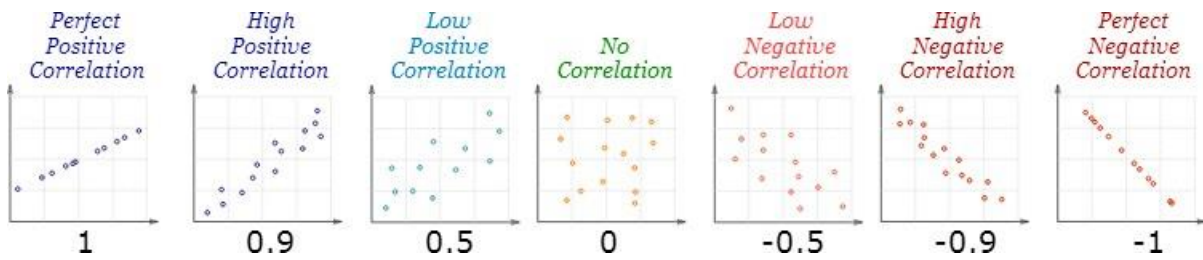 Perfect
Positive
Correlation
High
Positive
Correlation
Low
Positive
Correlation
No
Correlation
Low
Negative
Correlation
High
Negative
Correlation
Perfect
Negative
Correlation
1
0.9
0.5
0
-0.5
-0.9
-1